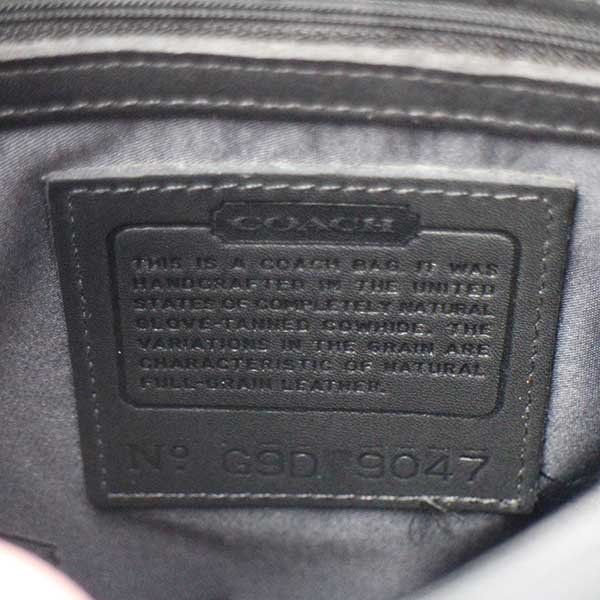 COACH
THIS IS A COACH BAG. IT WAS
HANDCRAFTED IN THE UNITED
STATES OF COMPLETELY NATURAL
GLOVE-TANNED COWHIDE. THE
VARIATIONS IN THE GRAIN ARE
CHARACTERISTIC OF NATURAL
FULL-GRAIN LEATHER.
Nº G9D-9047